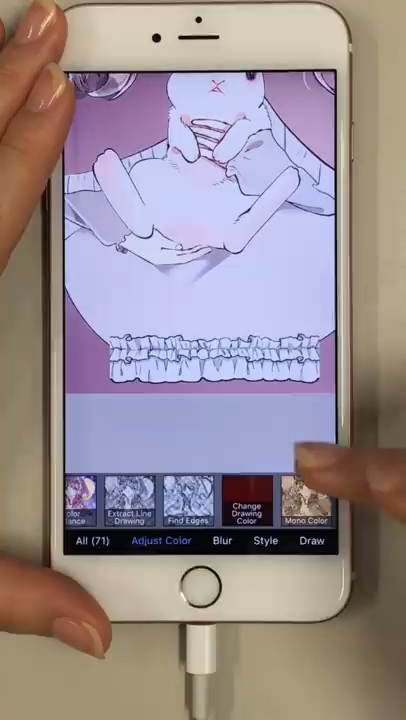 Extract Line
Drawing
Find Edges
Change
Drawing
Color
Mono Color
All (71)
Adjust Color
Blur
Style
Draw